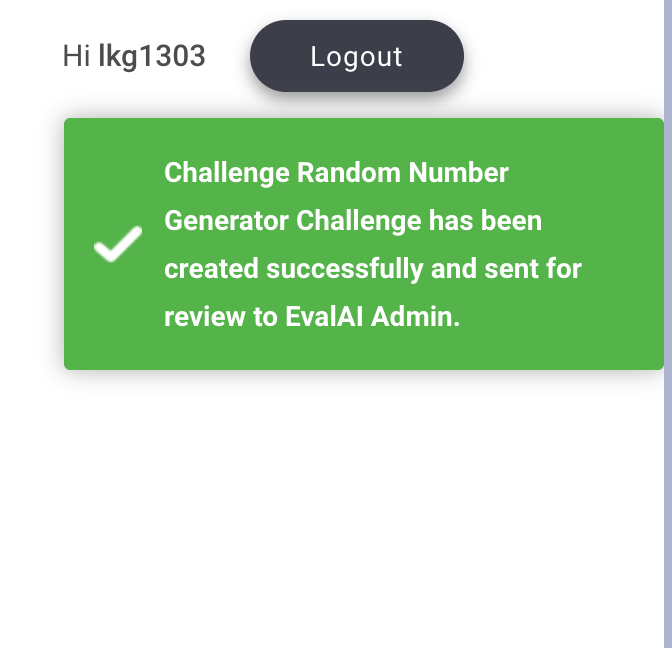 Hi lkg1303
Logout
Challenge Random Number
Generator Challenge has been
created successfully and sent for
review to EvalAI Admin.